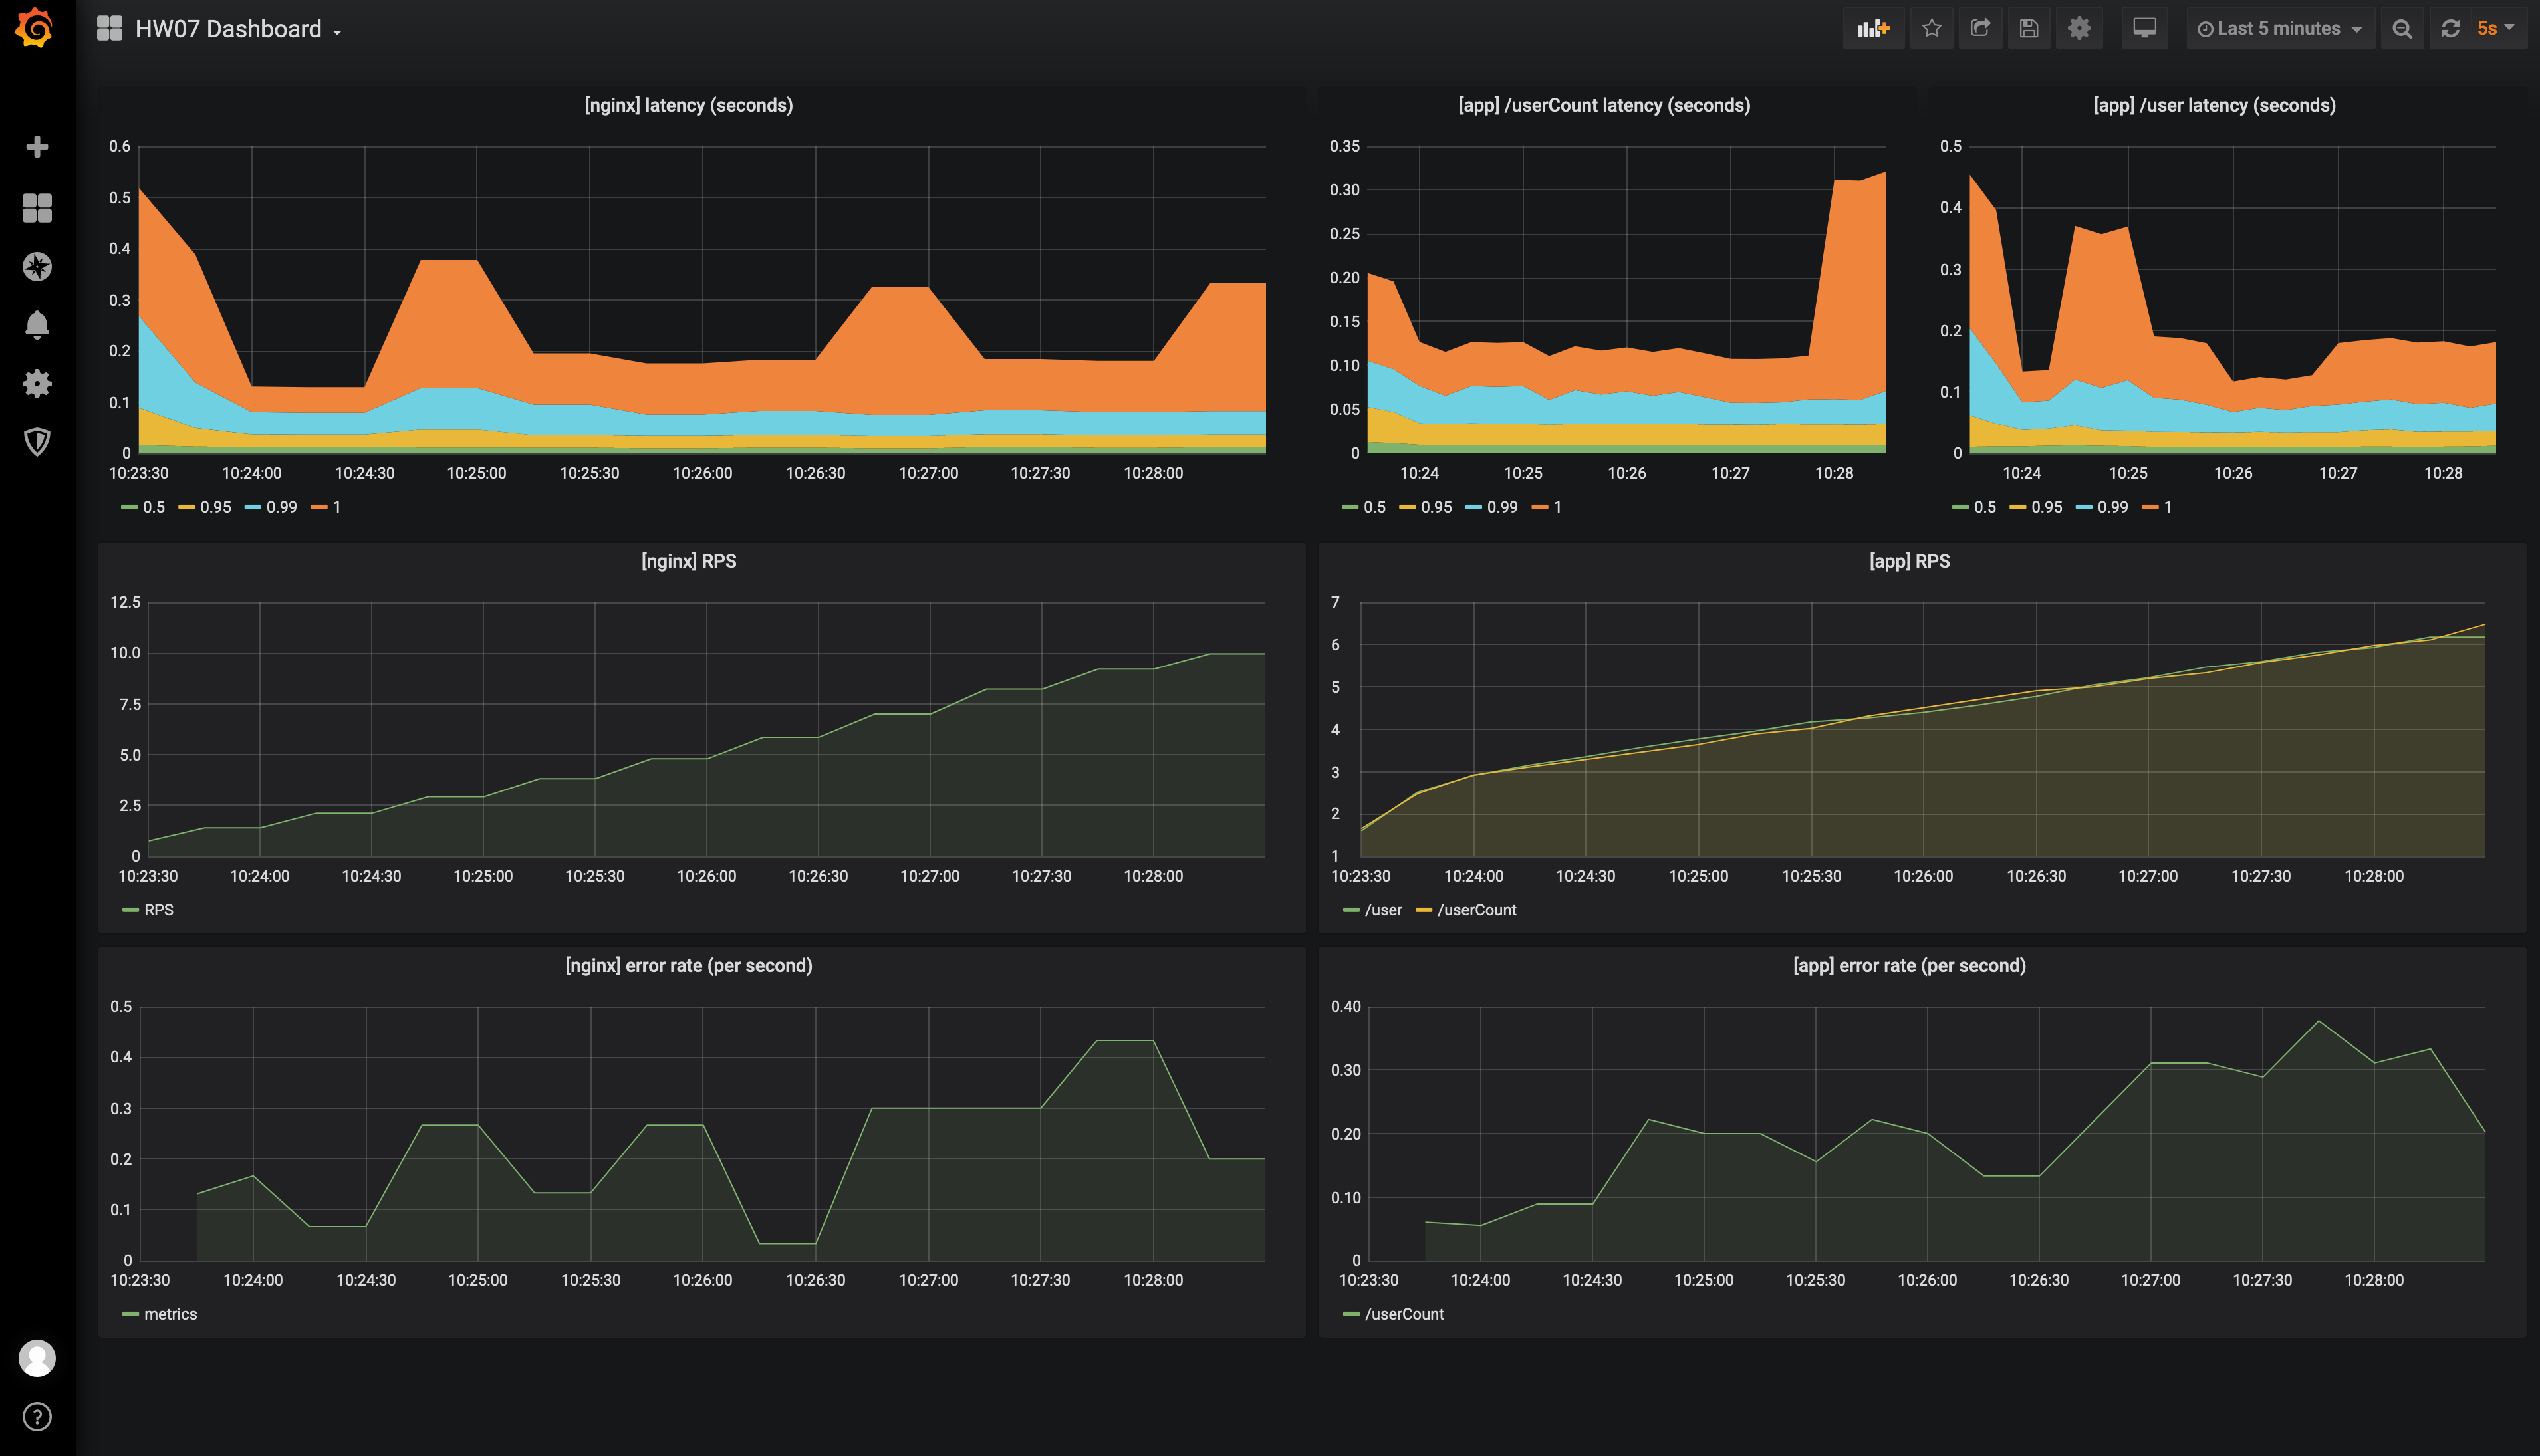 HW07 Dashboard
Last 5 minutes
5s
[nginx] latency (seconds)
0.6
0.5
0.4
0.3
0.2
0.1
0
10:23:30 10:24:00 10:24:30 10:25:00 10:25:30 10:26:00 10:26:30 10:27:00 10:27:30 10:28:00
0.5 0.95 0.99 1
[app] /userCount latency (seconds)
0.35
0.30
0.25
0.20
0.15
0.10
0.05
0
10:24 10:25 10:26 10:27 10:28
0.5 0.95 0.99 1
[app] /user latency (seconds)
0.5
0.4
0.3
0.2
0.1
0
10:24 10:25 10:26 10:27 10:28
0.5 0.95 0.99 1
[nginx] RPS
12.5
10.0
7.5
5.0
2.5
0
10:23:30 10:24:00 10:24:30 10:25:00 10:25:30 10:26:00 10:26:30 10:27:00 10:27:30 10:28:00
RPS
[app] RPS
7
6
5
4
3
2
1
10:23:30 10:24:00 10:24:30 10:25:00 10:25:30 10:26:00 10:26:30 10:27:00 10:27:30 10:28:00
/user /userCount
[nginx] error rate (per second)
0.5
0.4
0.3
0.2
0.1
0
10:23:30 10:24:00 10:24:30 10:25:00 10:25:30 10:26:00 10:26:30 10:27:00 10:27:30 10:28:00
metrics
[app] error rate (per second)
0.40
0.30
0.20
0.10
0
10:23:30 10:24:00 10:24:30 10:25:00 10:25:30 10:26:00 10:26:30 10:27:00 10:27:30 10:28:00
/userCount
?